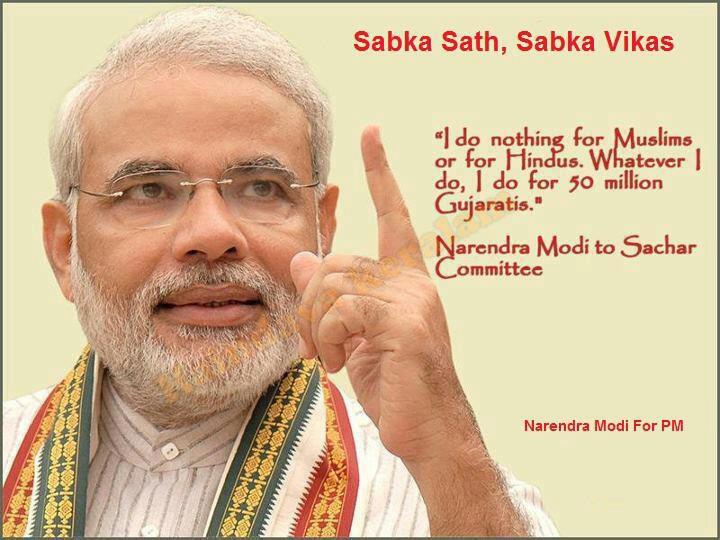 Sabka Sath, Sabka Vikas
“I do nothing for Muslims
or for Hindus. Whatever I
do, I do for 50 million
Gujaratis."
Narendra Modi to Sachar
Committee
Narendra Modi For PM